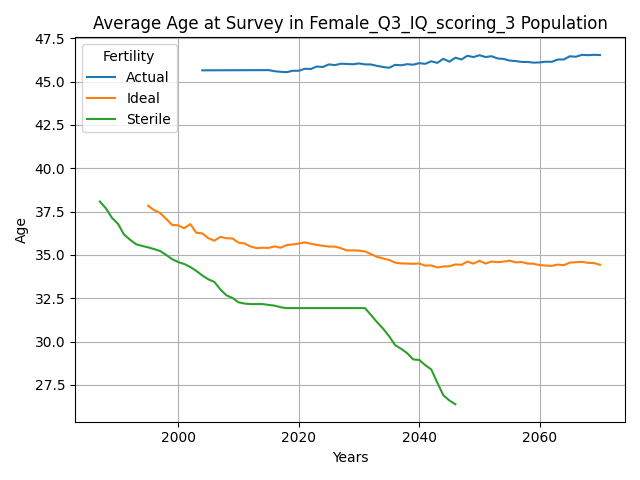 Average Age at Survey in Female_Q3_IQ_scoring_3 Population
Fertility
Actual
Ideal
Sterile
47.5
45.0
42.5
40.0
37.5
35.0
32.5
30.0
27.5
Age
2000
2020
2040
2060
Years